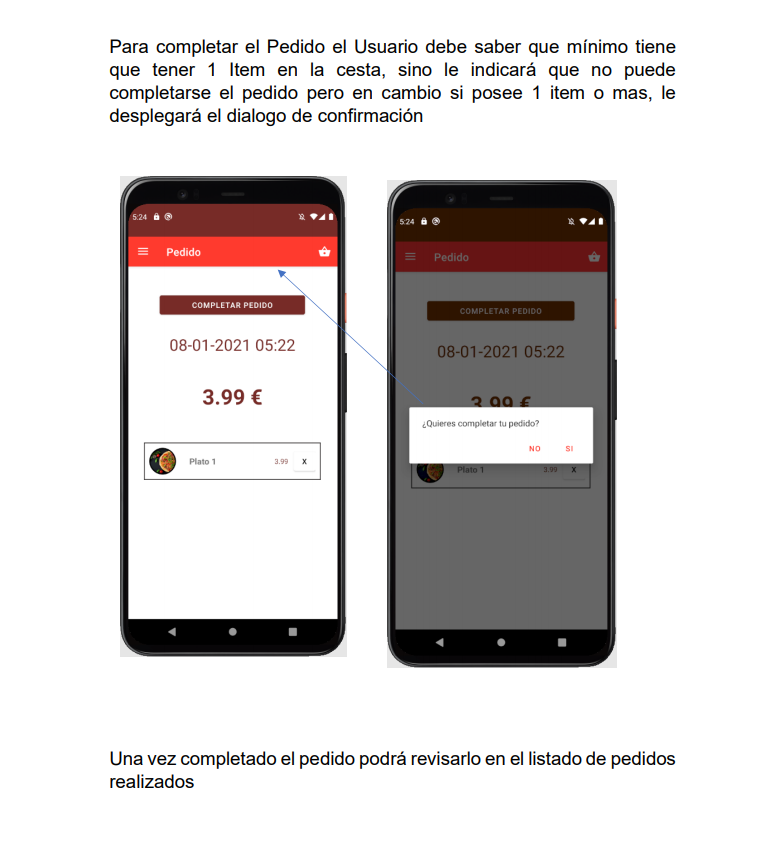 Para completar el Pedido el Usuario debe saber que mínimo tiene
que tener 1 Item en la cesta, sino le indicará que no puede
completarse el pedido pero en cambio si posee 1 item o mas, le
desplegará el dialogo de confirmación
5:24
Pedido
COMPLETAR PEDIDO
08-01-2021 05:22
3.99 €
Plato 1 3.99 X
5:24
Pedido
COMPLETAR PEDIDO
08-01-2021 05:22
3.99 €
¿Quieres completar tu pedido?
NO SI
Plato 1 3.99 X
Una vez completado el pedido podrá revisarlo en el listado de pedidos
realizados